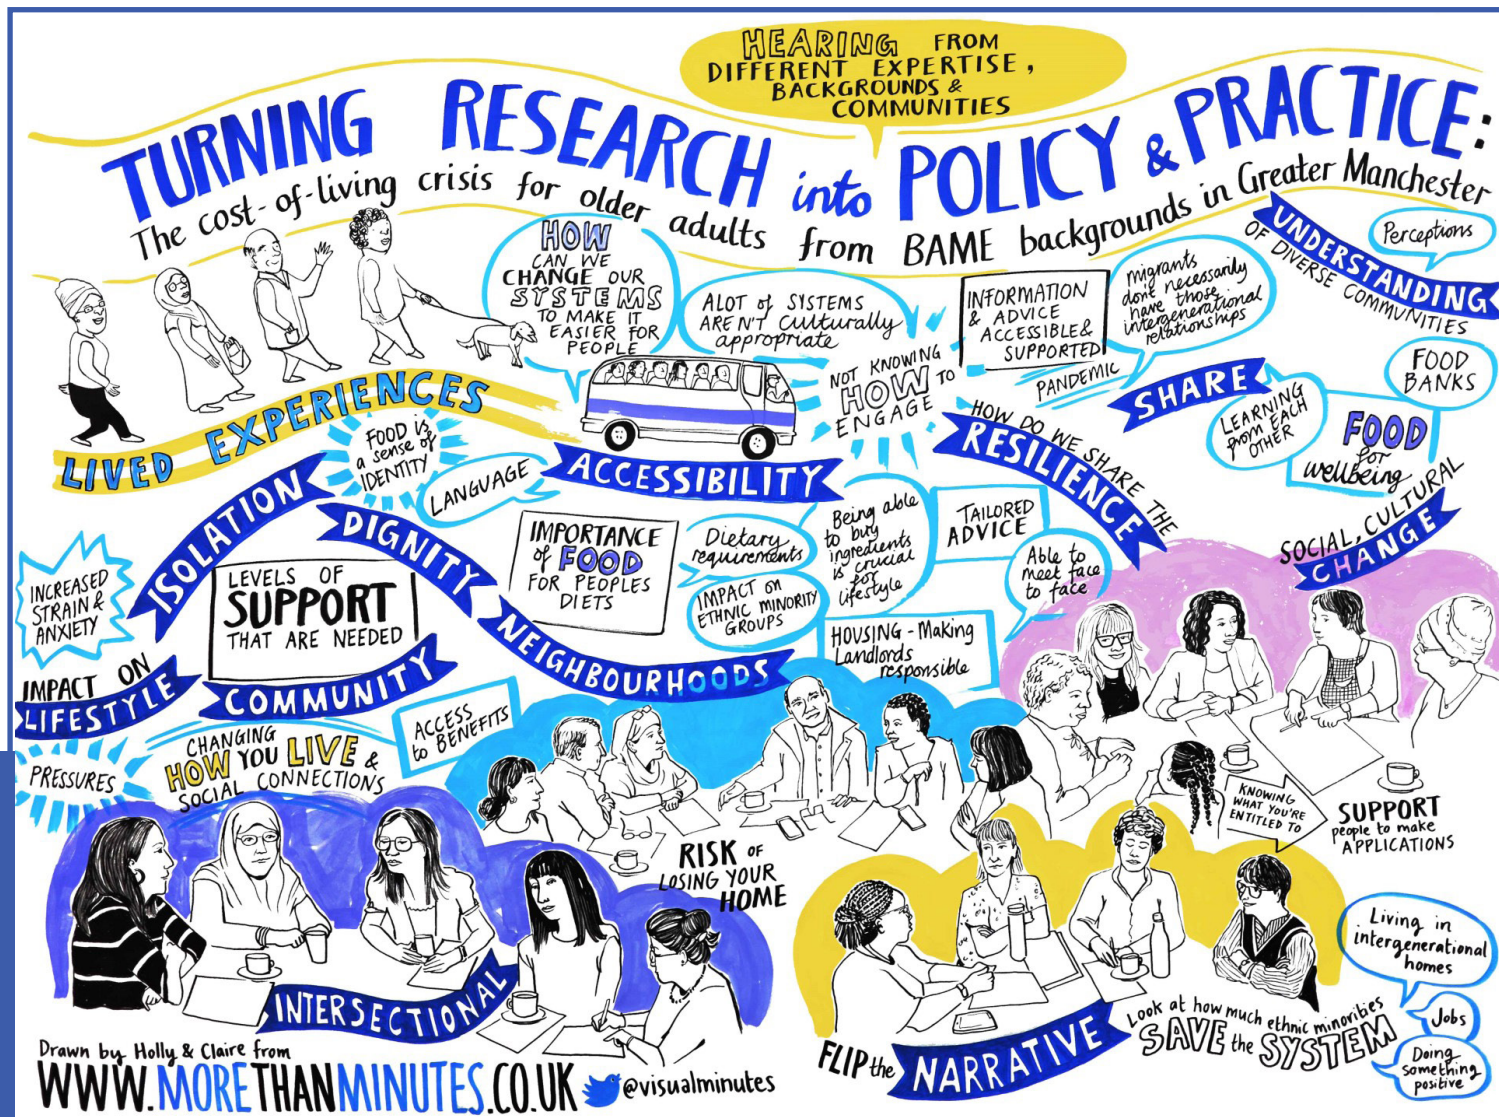 HEARING FROM
DIFFERENT EXPERTISE,
BACKGROUNDS &
COMMUNITIES
TURNING RESEARCH into POLICY & PRACTICE:
The cost-of-living crisis for older adults from BAME backgrounds in Greater Manchester
HOW
CAN WE
CHANGE OUR
SYSTEMS
TO MAKE IT
EASIER FOR
PEOPLE
ALOT of SYSTEMS
AREN'T culturally
appropriate
NOT KNOWING
HOW TO
ENGAGE
INFORMATION
& ADVICE
ACCESSIBLE &
SUPPORTED
PANDEMIC
migrants
don't necessarily
have those
intergenerational
relationships
UNDERSTANDING
OF DIVERSE COMMUNITIES
Perceptions
FOOD
BANKS
SHARE
LEARNING
from EACH
OTHER
FOOD
for
wellbeing
LIVED EXPERIENCES
FOOD is
a sense of
IDENTITY
LANGUAGE
ACCESSIBILITY
HOW DO WE SHARE THE
RESILIENCE
SOCIAL, CULTURAL
CHANGE
ISOLATION
DIGNITY
IMPORTANCE
of FOOD
FOR PEOPLES
DIETS
Dietary
requirements
IMPACT ON
ETHNIC MINORITY
GROUPS
Being able
to buy
ingredients
is crucial
for
lifestyle
TAILORED
ADVICE
Able to
meet face
to face
HOUSING - Making
Landlords
responsible
INCREASED
STRAIN &
ANXIETY
LEVELS OF
SUPPORT
THAT ARE NEEDED
NEIGHBOURHOODS
IMPACT ON
LIFESTYLE
COMMUNITY
PRESSURES
CHANGING
HOW YOU LIVE &
SOCIAL CONNECTIONS
ACCESS
to BENEFITS
RISK OF
LOSING YOUR
HOME
KNOWING
WHAT YOU'RE
ENTITLED TO
SUPPORT
people to make
APPLICATIONS
INTERSECTIONAL
FLIP the NARRATIVE
Look at how much ethnic minorities
SAVE the SYSTEM
Living in
intergenerational
homes
Jobs
Doing
something
positive
Drawn by Holly & Claire from
WWW.MORETHANMINUTES.CO.UK @visualminutes